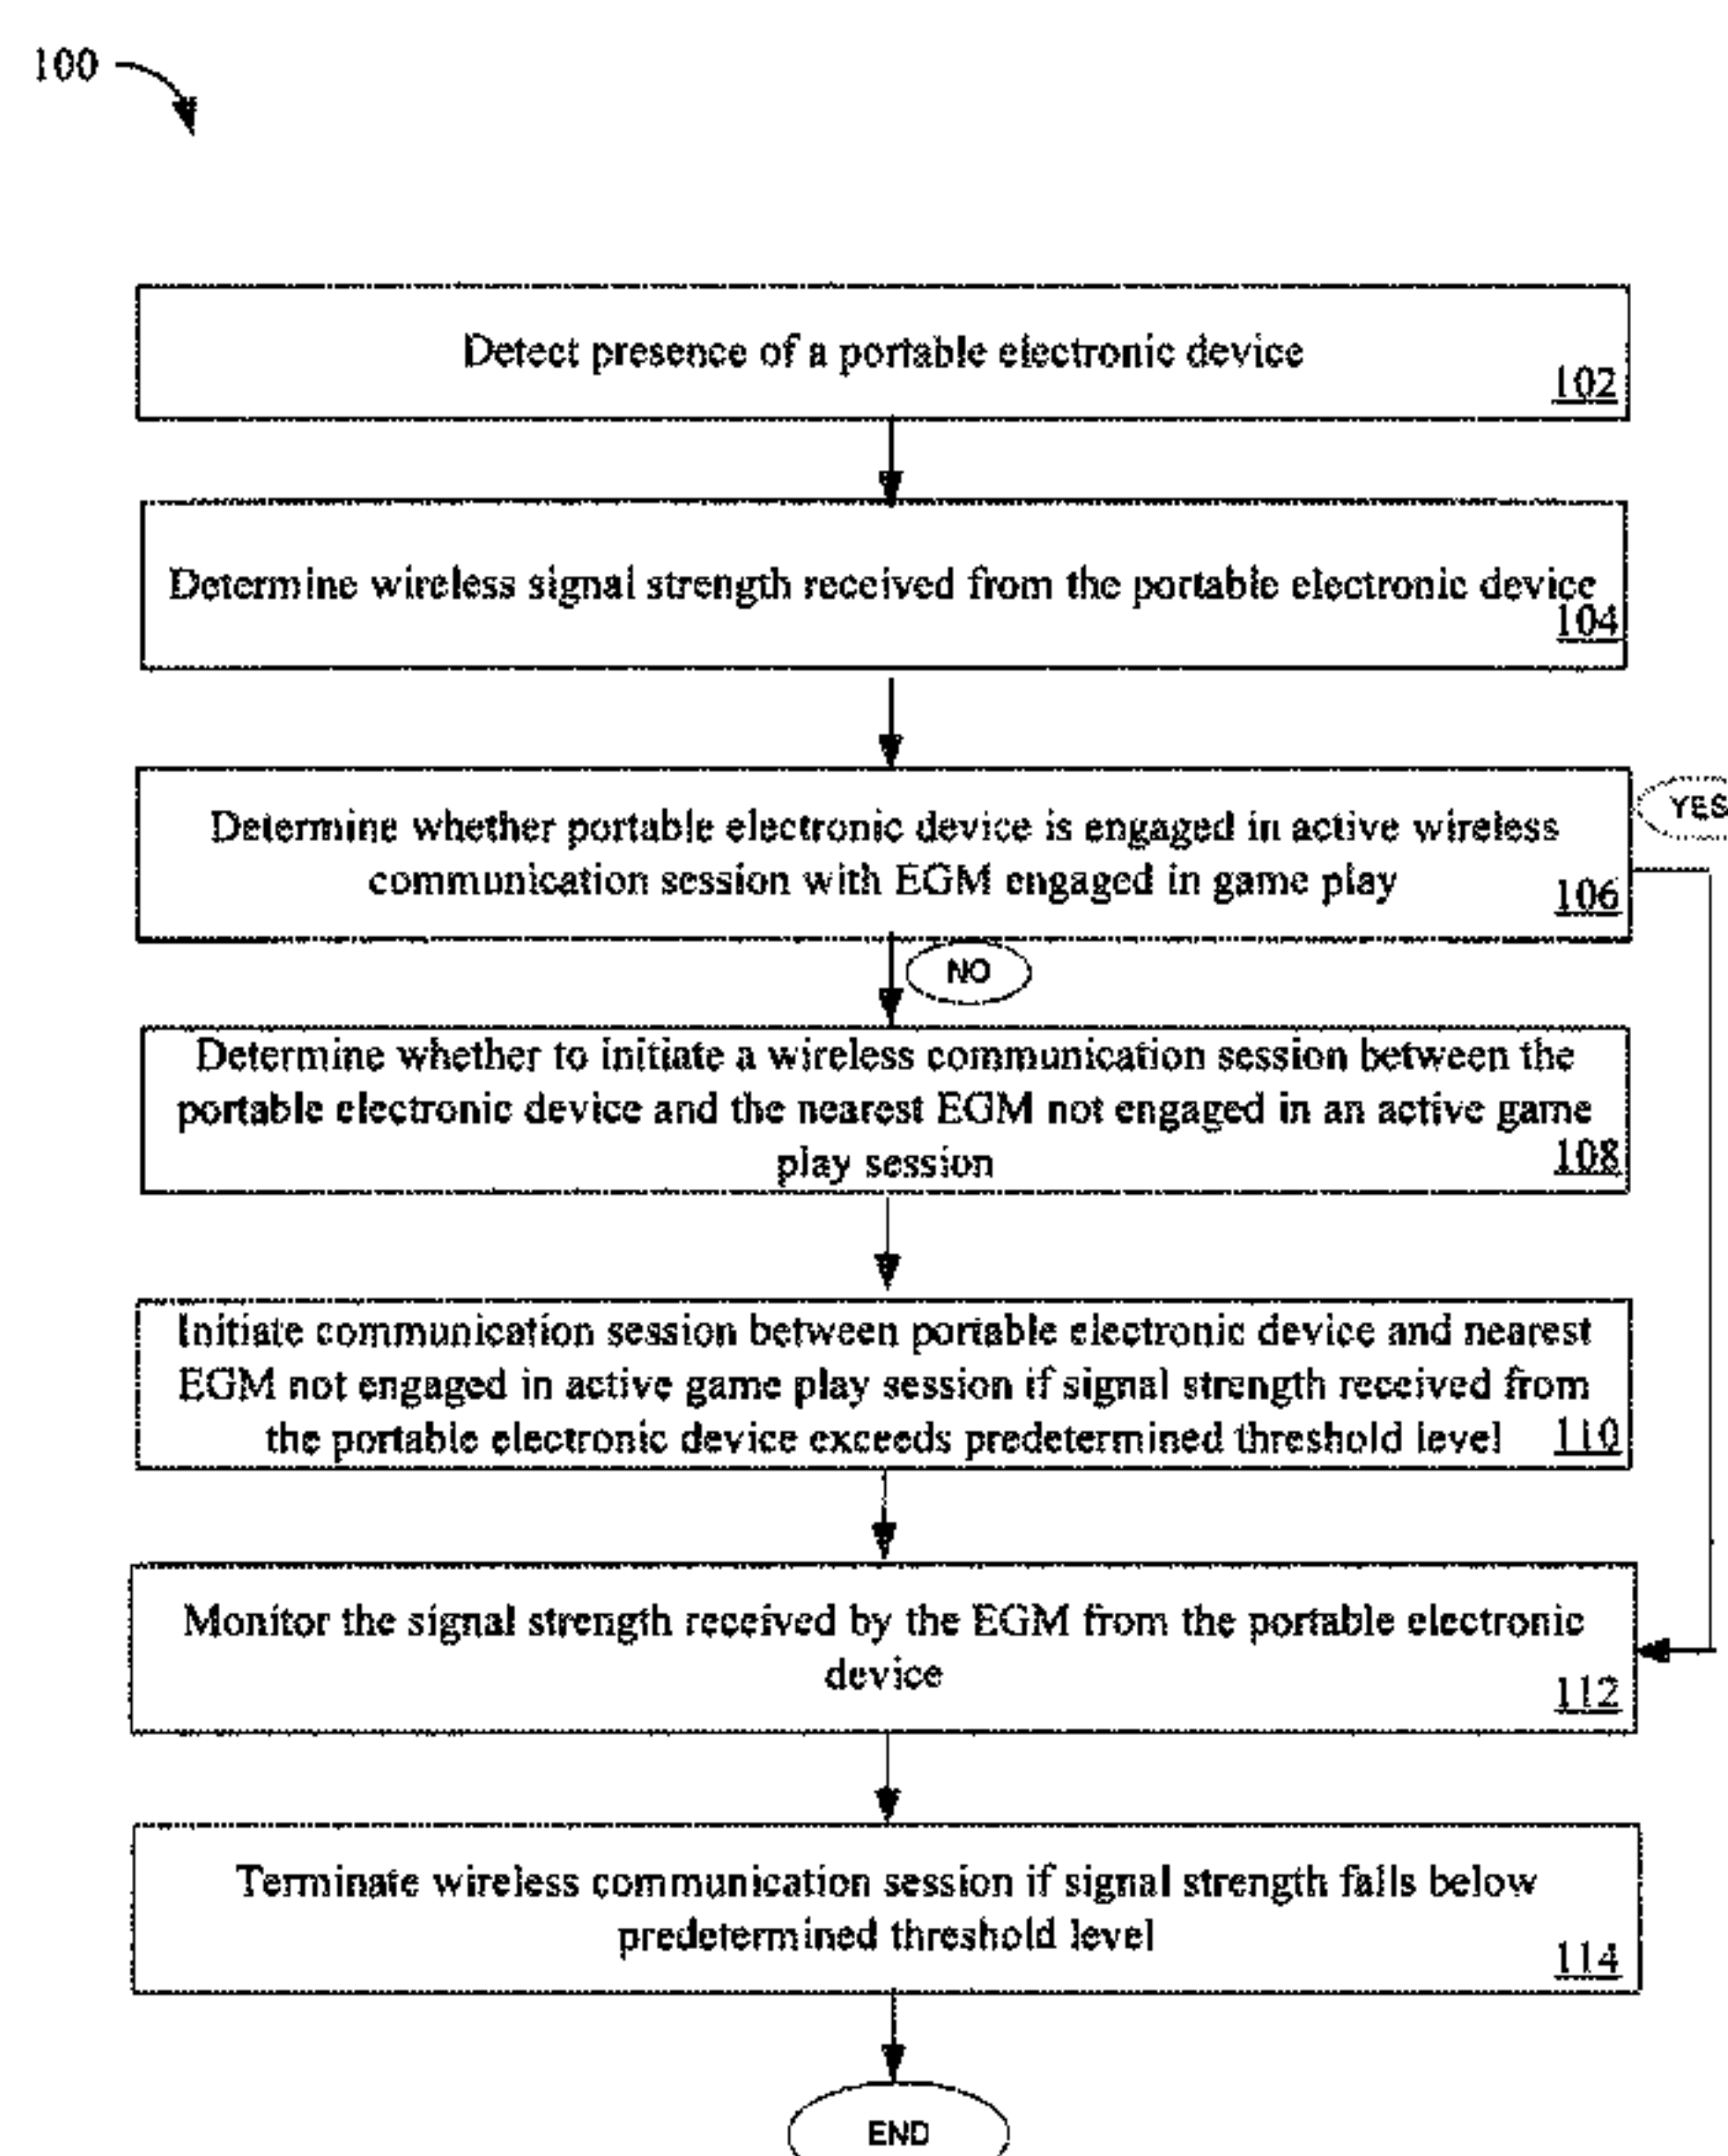 100
Detect presence of a portable electronic device
102
Determine wireless signal strength received from the portable electronic device
104
Determine whether portable electronic device is engaged in active wireless
communication session with EGM engaged in game play
106
YES
NO
Determine whether to initiate a wireless communication session between the
portable electronic device and the nearest EGM not engaged in an active game
play session
108
Initiate communication session between portable electronic device and nearest
EGM not engaged in active game play session if signal strength received from
the portable electronic device exceeds predetermined threshold level
110
Monitor the signal strength received by the EGM from the portable electronic
device
112
Terminate wireless communication session if signal strength falls below
predetermined threshold level
114
END